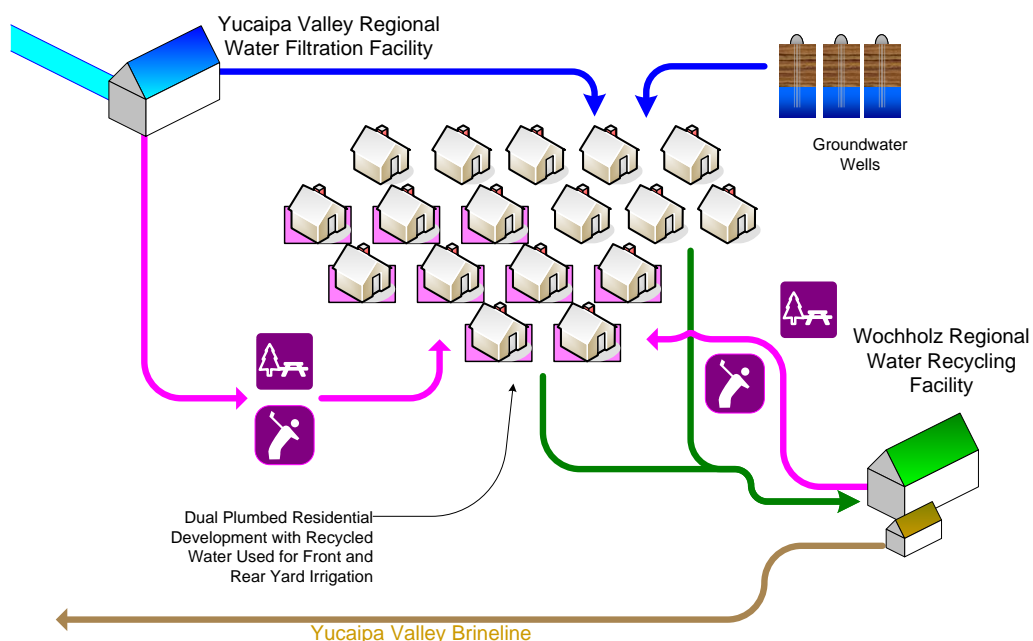 Yucaipa Valley Regional
Water Filtration Facility
Groundwater
Wells
Wochholz Regional
Water Recycling
Facility
Dual Plumbed Residential
Development with Recycled
Water Used for Front and
Rear Yard Irrigation
Yucaipa Valley Brineline